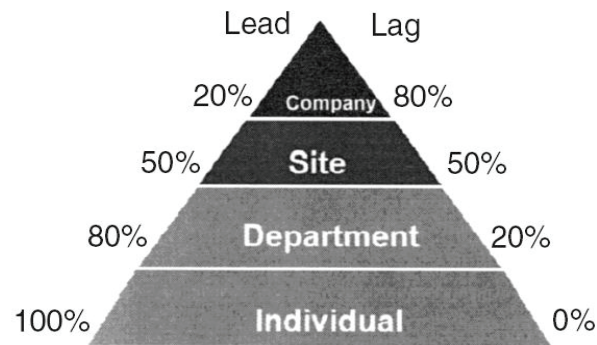 Lead Lag
20% Company 80%
50% Site 50%
80% Department 20%
100% Individual 0%